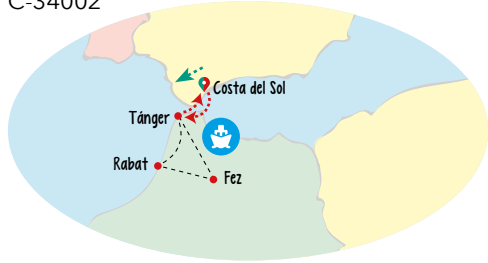 C-34002
Costa del Sol
Tánger
Rabat
Fez